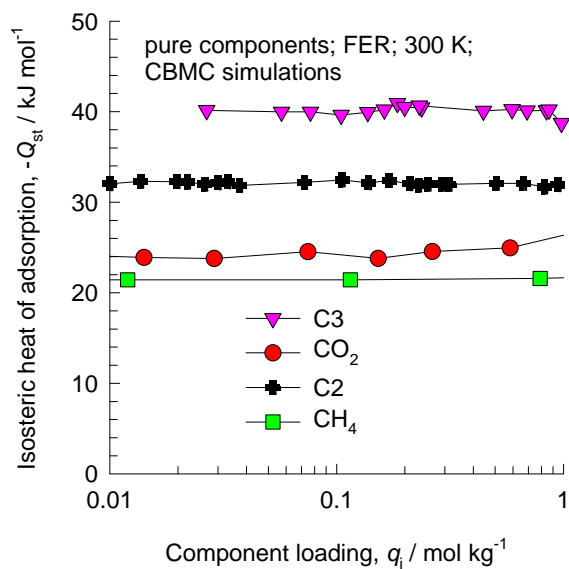 pure components; FER; 300 K;
CBMC simulations
Isosteric heat of adsorption, -Qst / kJ mol-1
50
40
30
20
10
0
C3
CO2
C2
CH4
0.01
0.1
1
Component loading, qi / mol kg-1